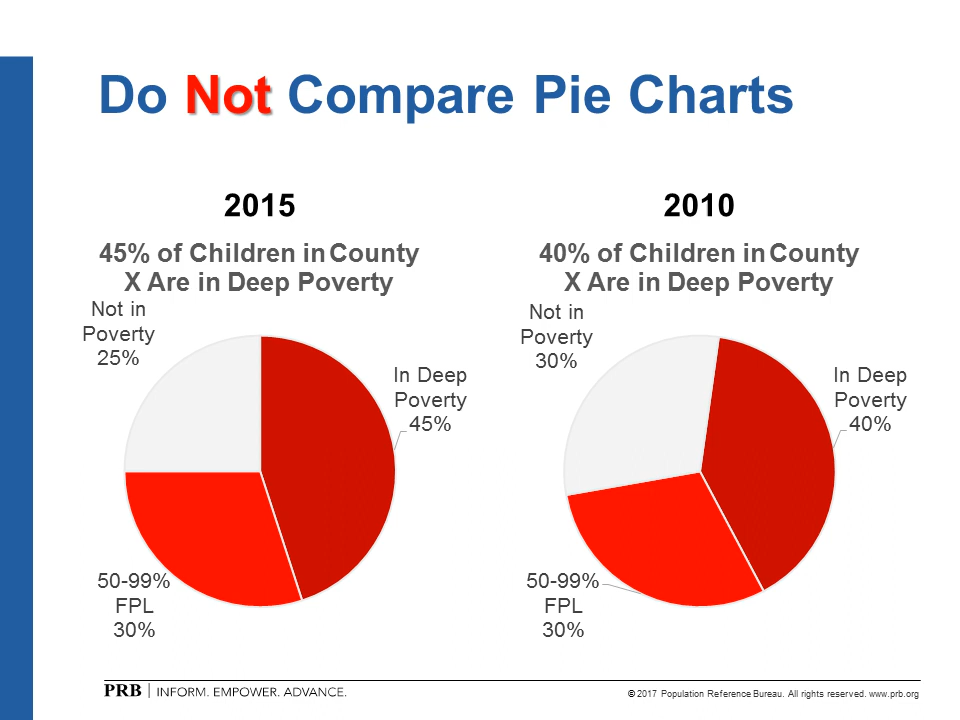 Do Not Compare Pie Charts
2015
45% of Children in County
X Are in Deep Poverty
Not in
Poverty
25%
In Deep
Poverty
45%
50-99%
FPL
30%
2010
40% of Children in County
X Are in Deep Poverty
Not in
Poverty
30%
In Deep
Poverty
40%
50-99%
FPL
30%
PRB | INFORM. EMPOWER. ADVANCE.
© 2017 Population Reference Bureau. All rights reserved. www.prb.org